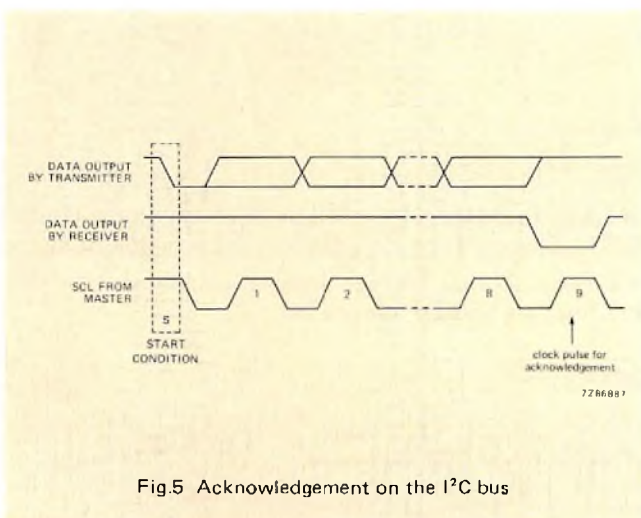 DATA OUTPUT
BY TRANSMITTER
DATA OUTPUT
BY RECEIVER
SCL FROM
MASTER
1
2
8
9
S
START
CONDITION
clock pulse for
acknowledgement
7Z86887
Fig.5 Acknowledgement on the I²C bus